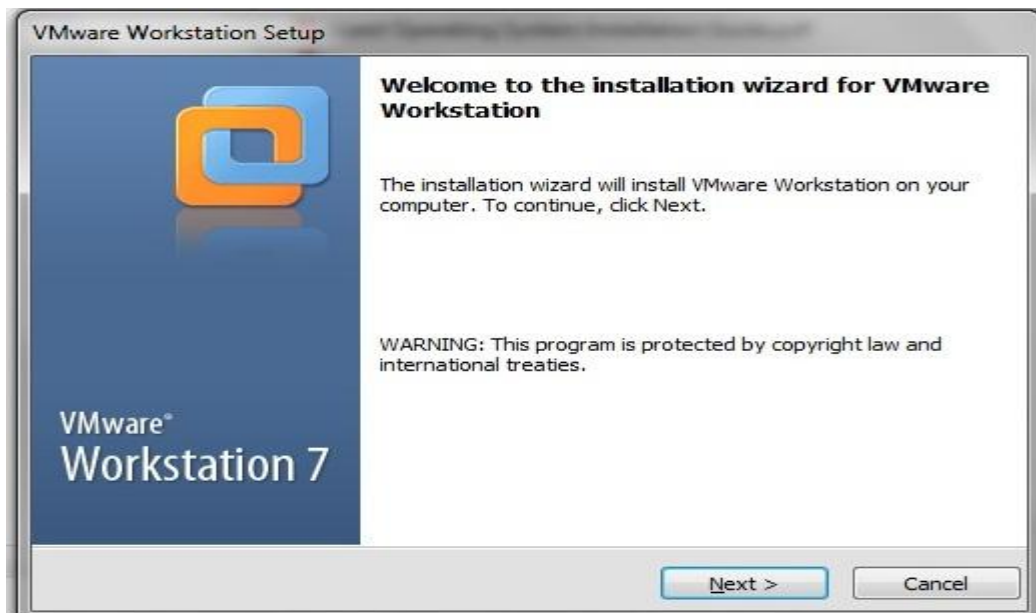 VMware Workstation Setup
Welcome to the installation wizard for VMware
Workstation
The installation wizard will install VMware Workstation on your
computer. To continue, click Next.
WARNING: This program is protected by copyright law and
international treaties.
VMware®
Workstation 7
Next >
Cancel